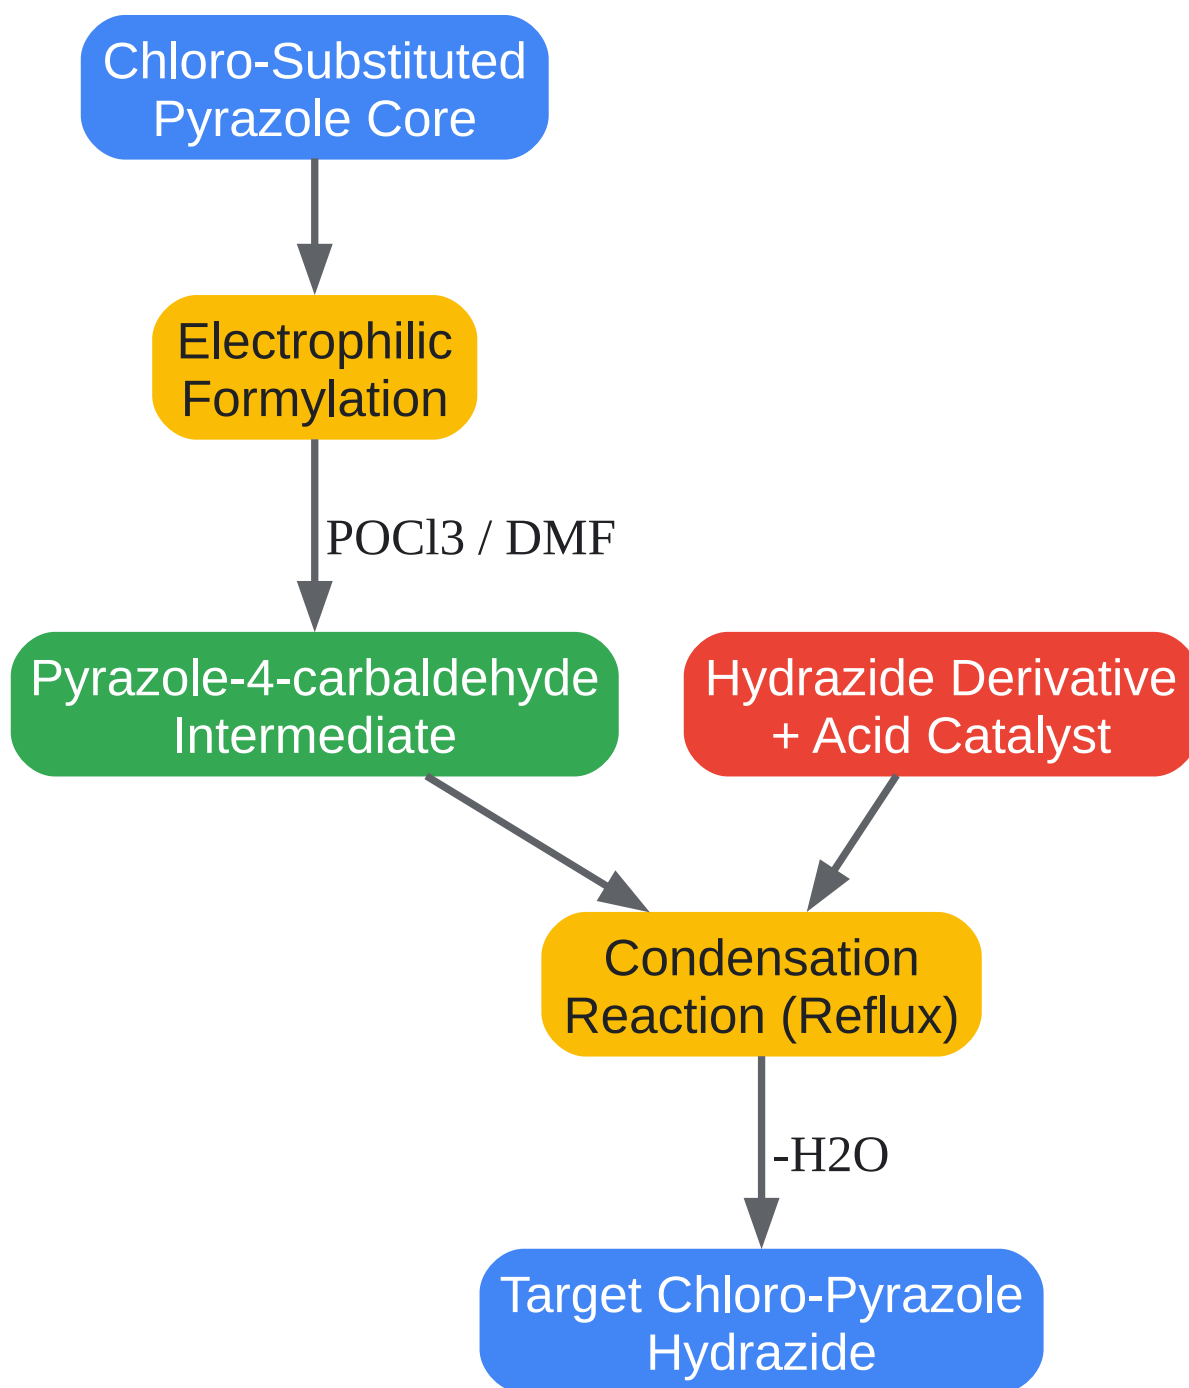 Chloro-Substituted
Pyrazole Core
Electrophilic
Formylation
POCl3 / DMF
Pyrazole-4-carbaldehyde
Intermediate
Hydrazide Derivative
+ Acid Catalyst
Condensation
Reaction (Reflux)
-H2O
Target Chloro-Pyrazole
Hydrazide